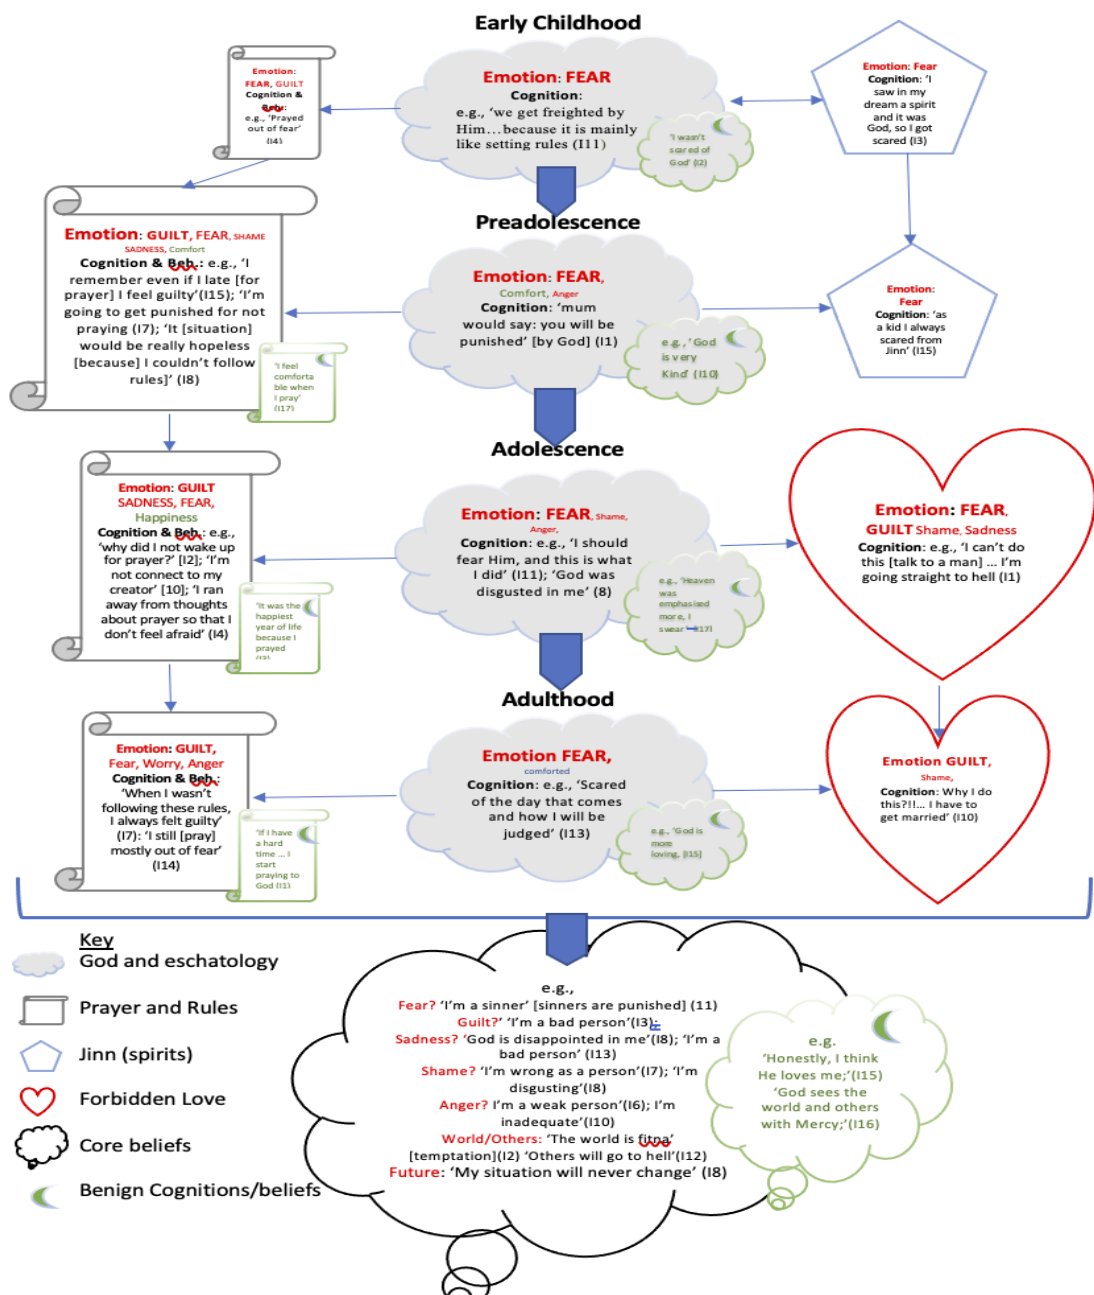 Early Childhood
Emotion:
FEAR, GUILT
Cognition &
Beh.:
e.g., ‘Prayed
out of fear’
(I4)
Emotion: FEAR
Cognition:
e.g., ‘we get freighted by
Him…because it is mainly
like setting rules (I11)
‘I wasn’t
scared of
God’ (I2)
Emotion: Fear
Cognition: ‘I
saw in my
dream a spirit
and it was
God, so I got
scared (I3)
Preadolescence
Emotion: GUILT, FEAR, SHAME
SADNESS, Comfort
Cognition & Beh.: e.g., ‘I
remember even if I late [for
prayer] I feel guilty’(I15); ‘I’m
going to get punished for not
praying (I7); ‘It [situation]
would be really hopeless
[because] I couldn’t follow
rules]’ (I8)
‘I feel
comforta
ble when
I pray’
(I17)
Emotion: FEAR,
Comfort, Anger
Cognition: ‘mum
would say: you will be
punished’ [by God] (I1)
e.g., ‘God
is very
Kind’ (I10)
Emotion:
Fear
Cognition: ‘as
a kid I always
scared from
Jinn’ (I15)
Adolescence
Emotion: GUILT
SADNESS, FEAR,
Happiness
Cognition & Beh.: e.g.,
‘why did I not wake up
for prayer?’ [I2]; ‘I’m
not connect to my
creator’ [10]; ‘I ran
away from thoughts
about prayer so that I
don’t feel afraid’ (I4)
‘It was the
happiest
year of life
because I
prayed
Emotion: FEAR, Shame,
Anger,
Cognition: e.g., ‘I should
fear Him, and this is what
I did’ (I11); ‘God was
disgusted in me’ (8)
e.g., ‘Heaven
was
emphasised
more, I
swear’ (I17)
Emotion: FEAR,
GUILT Shame, Sadness
Cognition: e.g., ‘I can’t do
this [talk to a man] … I’m
going straight to hell (I1)
Adulthood
Emotion: GUILT,
Fear, Worry, Anger
Cognition & Beh.:
‘When I wasn’t
following these rules,
I always felt guilty’
(I7): ‘I still [pray]
mostly out of fear’
(I14)
‘If I have
a hard
time … I
start
praying to
God (I1)
Emotion FEAR,
comforted
Cognition: e.g., ‘Scared
of the day that comes
and how I will be
judged’ (I13)
e.g., ‘God is
more
loving, [I15]
Emotion GUILT,
Shame,
Cognition: Why I do
this?!!… I have to
get married’ (I10)
Key
God and eschatology
Prayer and Rules
Jinn (spirits)
Forbidden Love
Core beliefs
Benign Cognitions/beliefs
e.g.,
Fear? ‘I’m a sinner’ [sinners are punished] (11)
Guilt?’ ‘I’m a bad person’(I3);
Sadness? ‘God is disappointed in me’(I8); ‘I’m a
bad person’ (I13
Shame? ‘I’m wrong as a person’(I7); ‘I’m
disgusting’(I8)
Anger? I’m a weak person’(I6); I’m
inadequate’(I10)
World/Others: ‘The world is fitna’
[temptation](I2) ‘Others will go to hell’(I12)
Future: ‘My situation will never change’ (I8)
e.g.
‘Honestly, I think
He loves me;’(I15)
‘God sees the
world and others
with Mercy;’(I16)